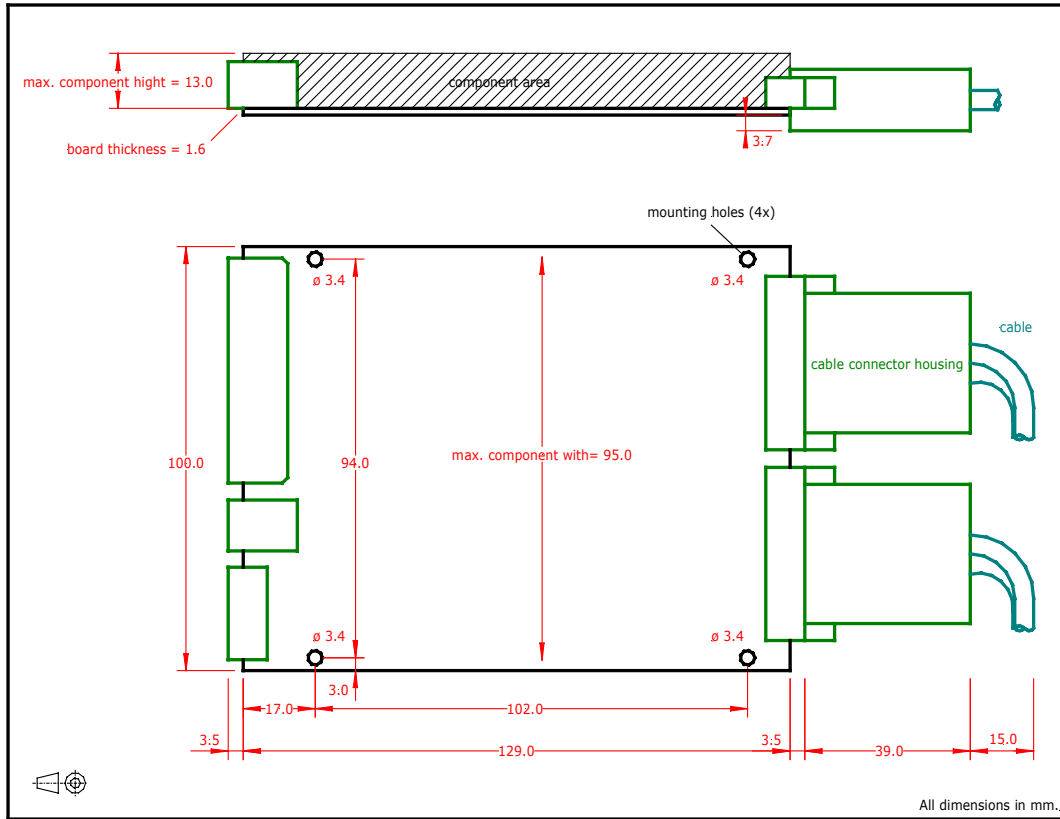 max. component hight = 13.0
component area
board thickness = 1.6
3.7
mounting holes (4x)
ø 3.4
ø 3.4
cable
cable connector housing
100.0
94.0
max. component with= 95.0
ø 3.4
ø 3.4
3.0
17.0
102.0
3.5
129.0
3.5
39.0
15.0
All dimensions in mm.